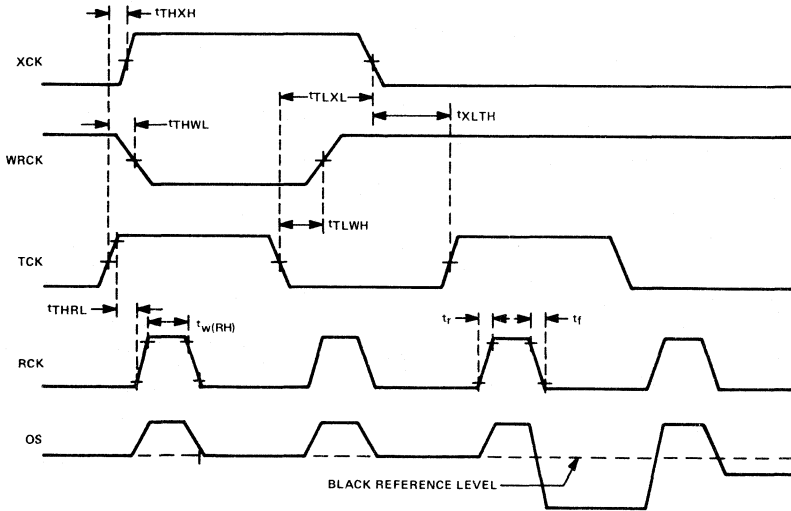 tTHXH
XCK
tTLXL
tXLTH
tTHWL
WRCK
tTLWH
TCK
tTHRL
tw(RH)
tr
tf
RCK
OS
BLACK REFERENCE LEVEL